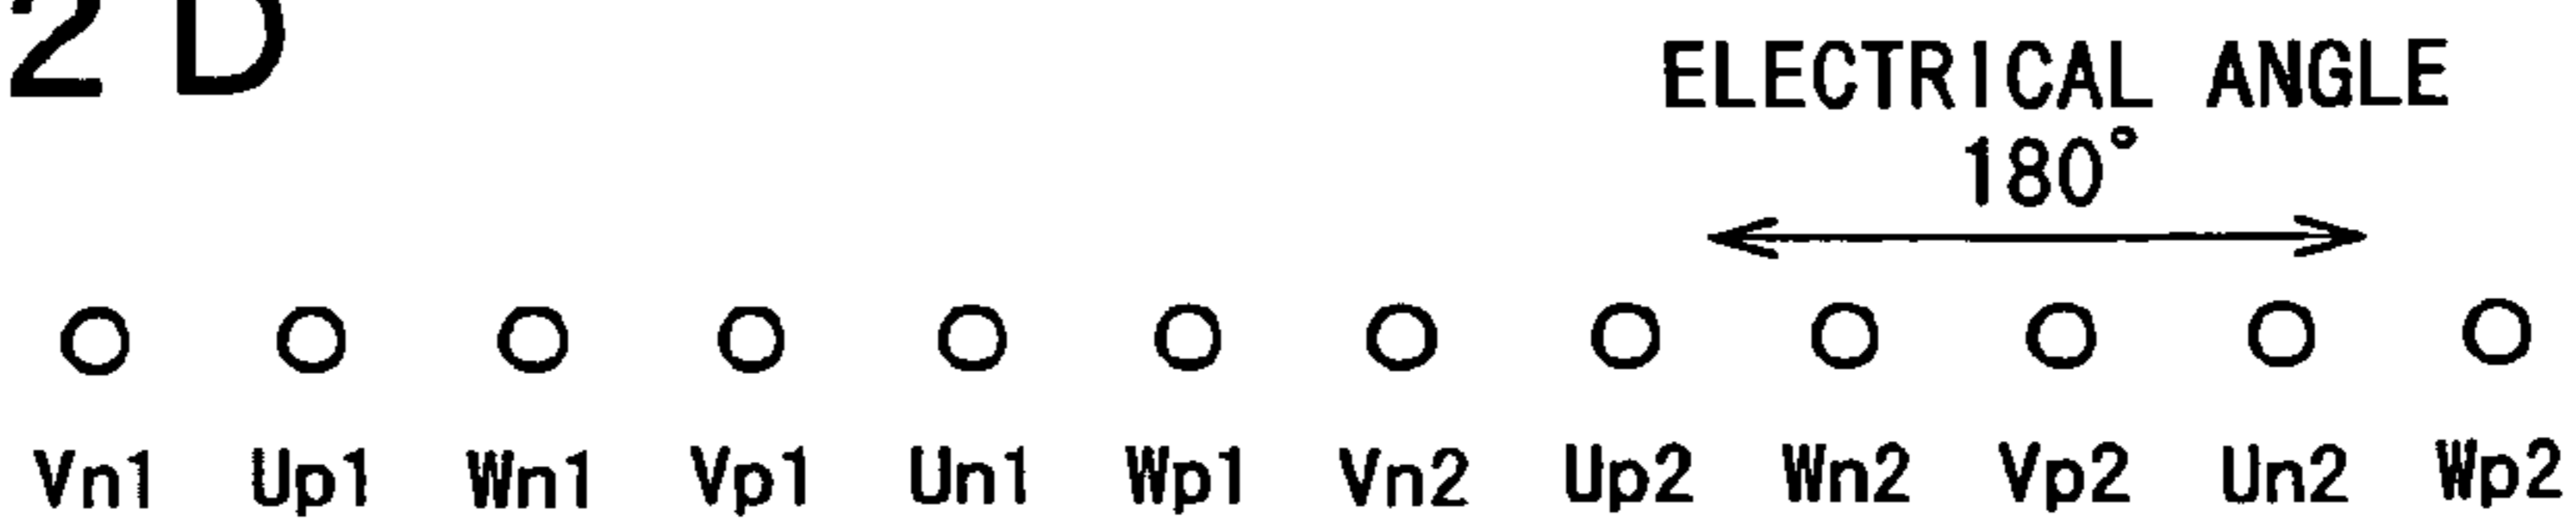 2D
ELECTRICAL ANGLE
180°
Vn1 Up1 Wn1 Vp1 Un1 Wp1 Vn2 Up2 Wn2 Vp2 Un2 Wp2